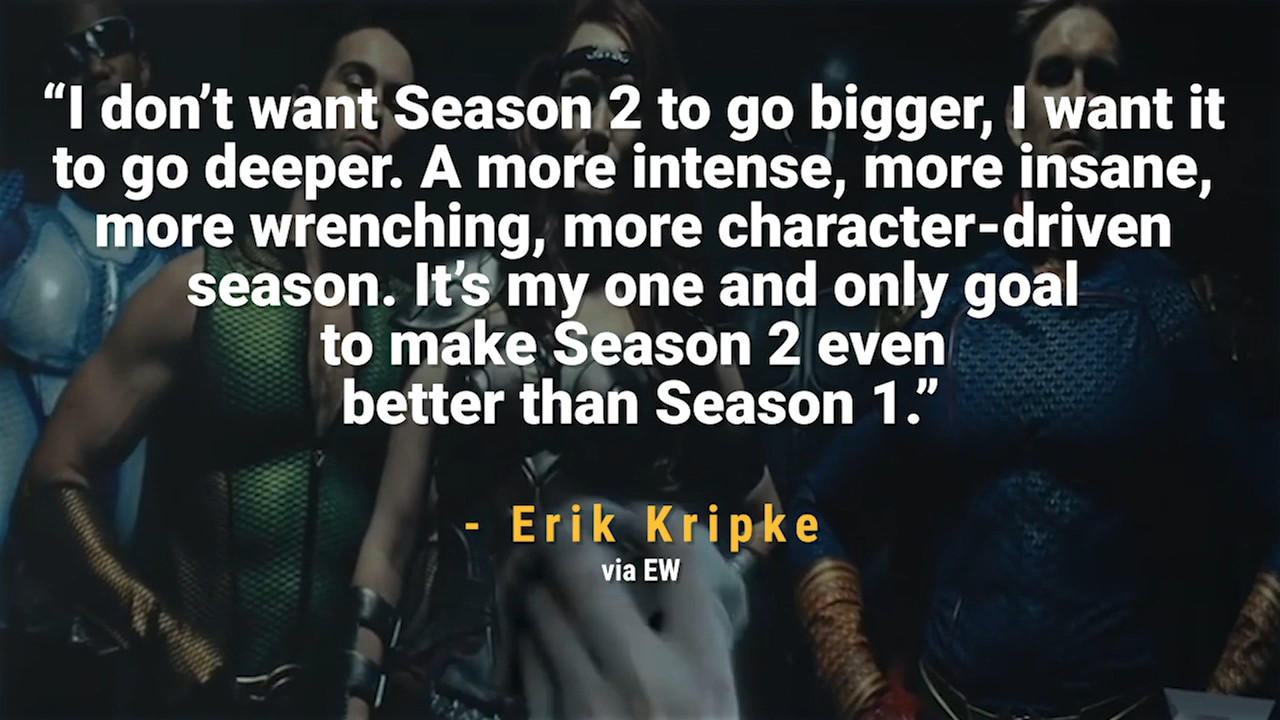 “I don’t want Season 2 to go bigger, I want it
to go deeper. A more intense, more insane,
more wrenching, more character-driven
season. It’s my one and only goal
to make Season 2 even
better than Season 1.”
- Erik Kripke
via EW